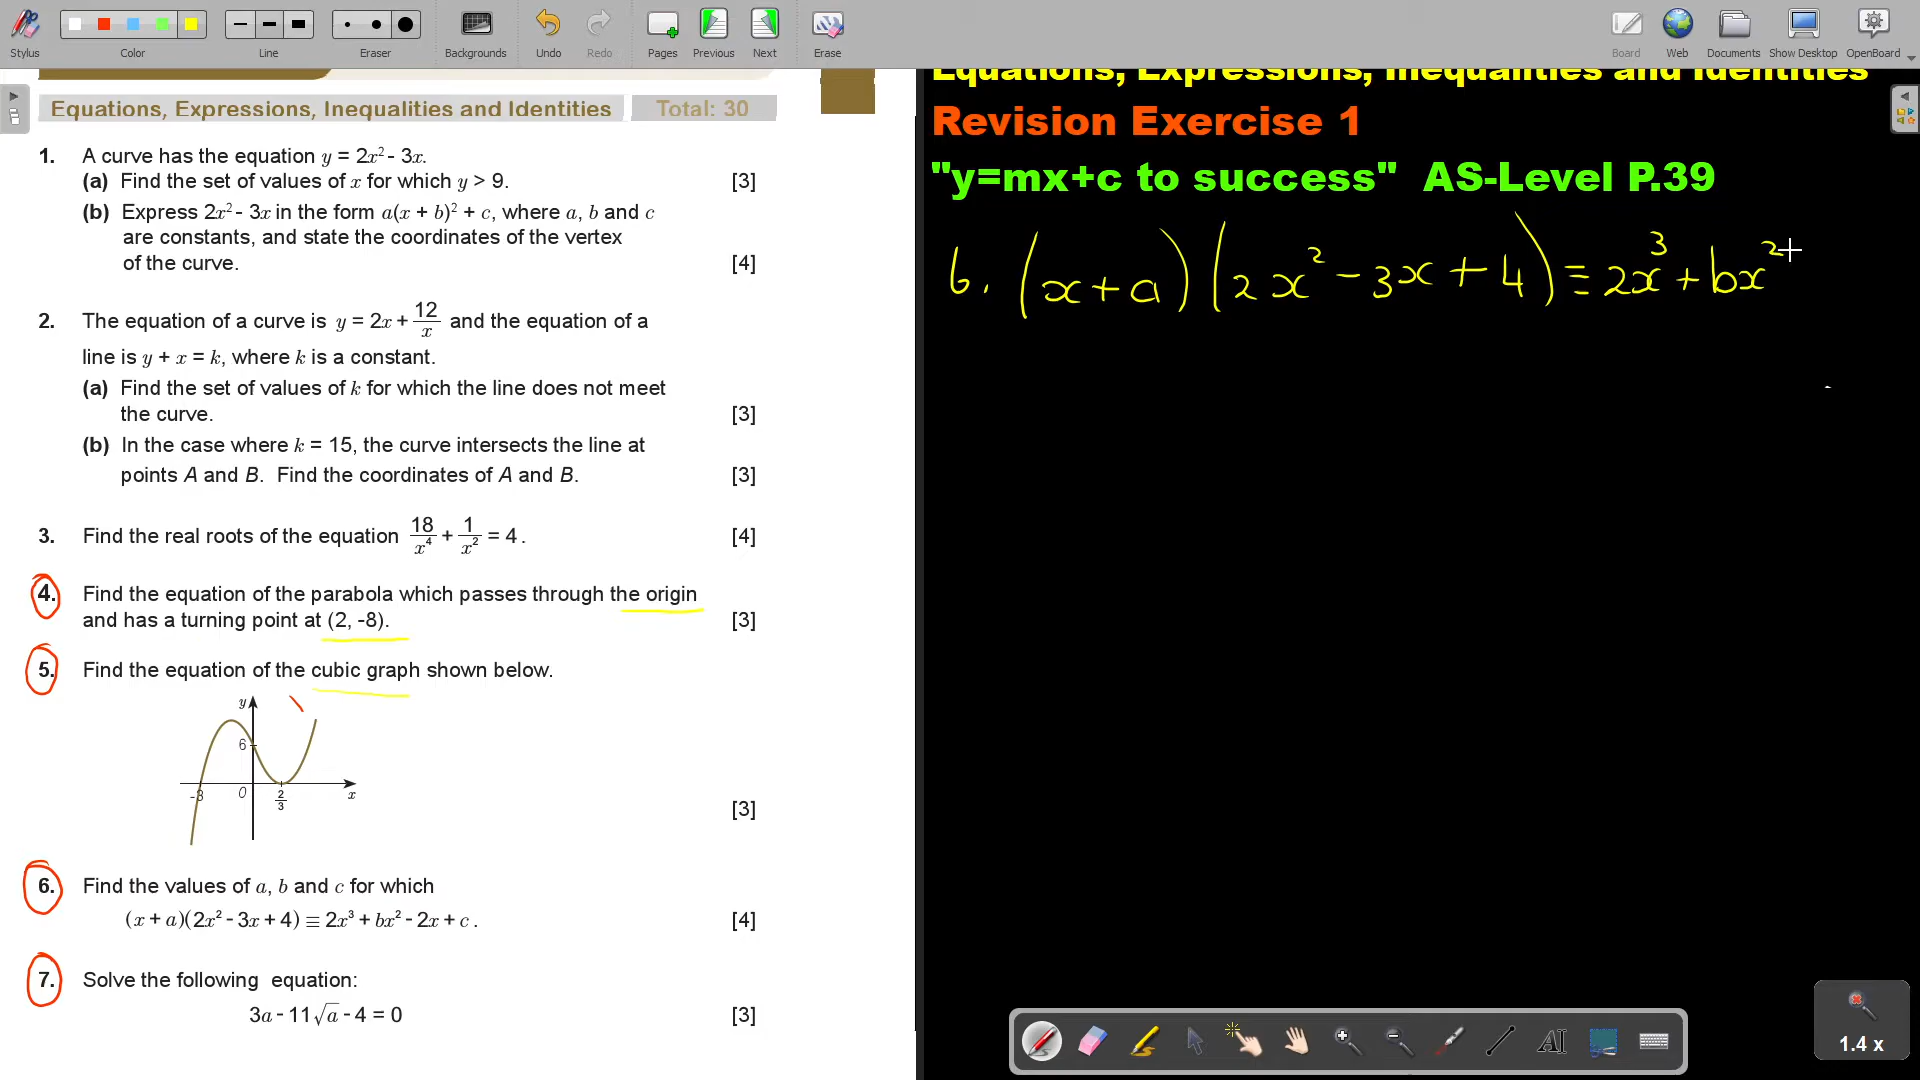 Stylus
Color
Line
Eraser
Backgrounds
Undo
Redo
Pages
Previous
Next
Erase
Board
Web
Documents
Show Desktop
OpenBoard
Equations, Expressions, Inequalities and Identities Total: 30
1. A curve has the equation y = 2x² - 3x.
(a) Find the set of values of x for which y > 9. [3]
(b) Express 2x² - 3x in the form a(x + b)² + c, where a, b and c
are constants, and state the coordinates of the vertex
of the curve. [4]
2. The equation of a curve is y = 2x + 12/x and the equation of a
line is y + x = k, where k is a constant.
(a) Find the set of values of k for which the line does not meet
the curve. [3]
(b) In the case where k = 15, the curve intersects the line at
points A and B. Find the coordinates of A and B. [3]
3. Find the real roots of the equation 18/x⁴ + 1/x² = 4. [4]
4. Find the equation of the parabola which passes through the origin
and has a turning point at (2, -8). [3]
5. Find the equation of the cubic graph shown below.
y
6
-3 0 2/3 x
[3]
6. Find the values of a, b and c for which
(x + a)(2x² - 3x + 4) ≡ 2x³ + bx² - 2x + c. [4]
7. Solve the following equation:
3a - 11√a - 4 = 0 [3]
Equations, Expressions, Inequalities and Identities
Revision Exercise 1
"y=mx+c to success" AS-Level P.39
6. (x + a)(2x² - 3x + 4) ≡ 2x³ + bx²
AI
1.4 x